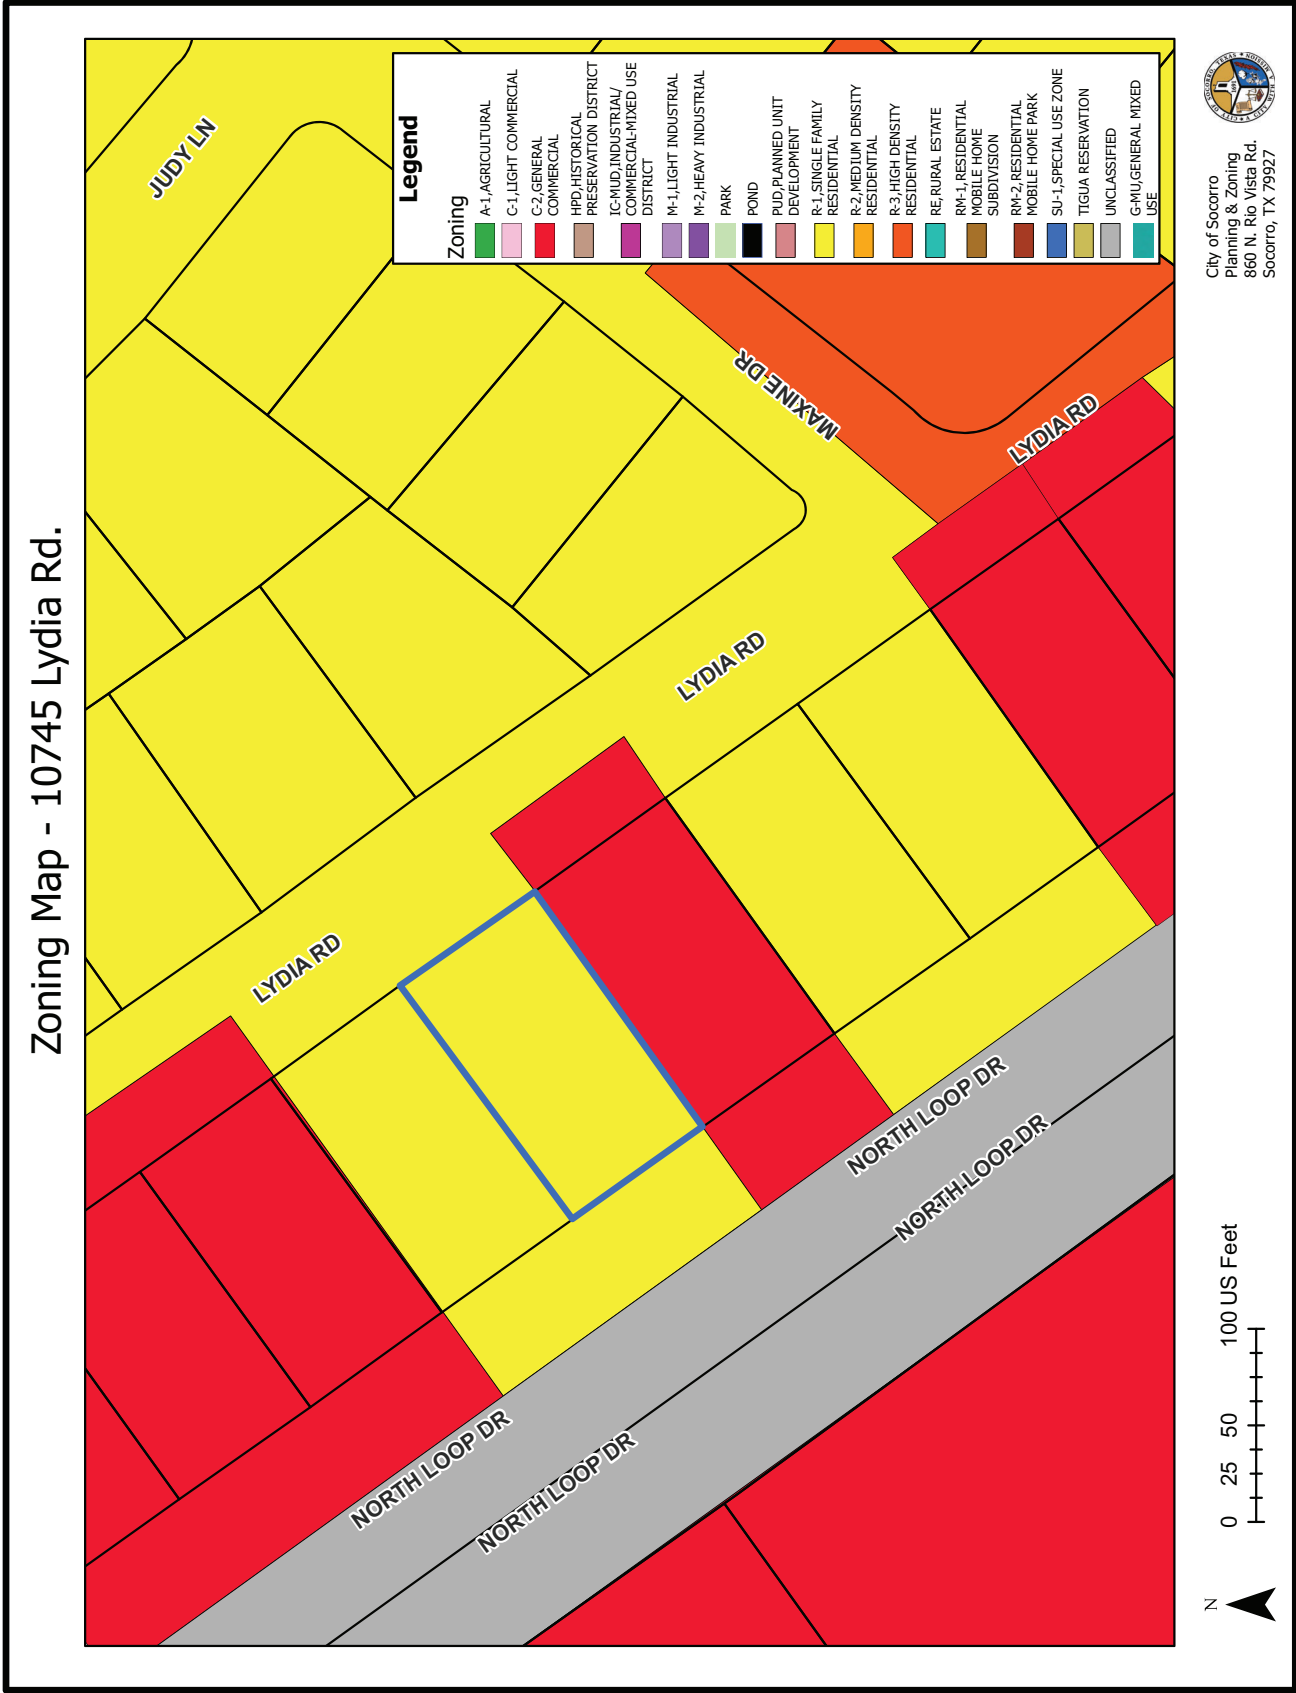 Zoning Map - 10745 Lydia Rd.
JUDY LN
MAXINE DR
LYDIA RD
LYDIA RD
LYDIA RD
NORTH LOOP DR
NORTH LOOP DR
NORTH LOOP DR
NORTH LOOP DR
Legend
Zoning
A-1,AGRICULTURAL
C-1,LIGHT COMMERCIAL
C-2,GENERAL
COMMERCIAL
HPD,HISTORICAL
PRESERVATION DISTRICT
IC-MUD,INDUSTRIAL/
COMMERCIAL-MIXED USE
DISTRICT
M-1,LIGHT INDUSTRIAL
M-2,HEAVY INDUSTRIAL
PARK
POND
PUD,PLANNED UNIT
DEVELOPMENT
R-1,SINGLE FAMILY
RESIDENTIAL
R-2,MEDIUM DENSITY
RESIDENTIAL
R-3,HIGH DENSITY
RESIDENTIAL
RE,RURAL ESTATE
RM-1,RESIDENTIAL
MOBILE HOME
SUBDIVISION
RM-2,RESIDENTIAL
MOBILE HOME PARK
SU-1,SPECIAL USE ZONE
TIGUA RESERVATION
UNCLASSIFIED
G-MU,GENERAL MIXED
USE
N
0 25 50 100 US Feet
City of Socorro
Planning & Zoning
860 N. Rio Vista Rd.
Socorro, TX 79927